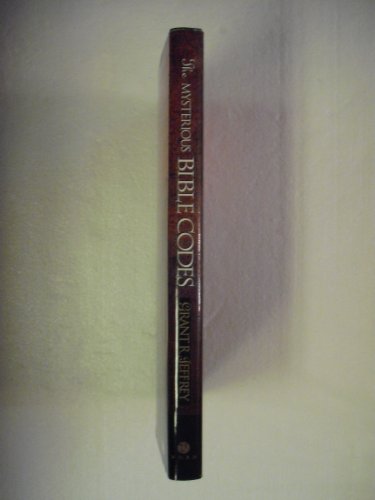 The MYSTERIOUS BIBLE CODES GRANT R. JEFFREY